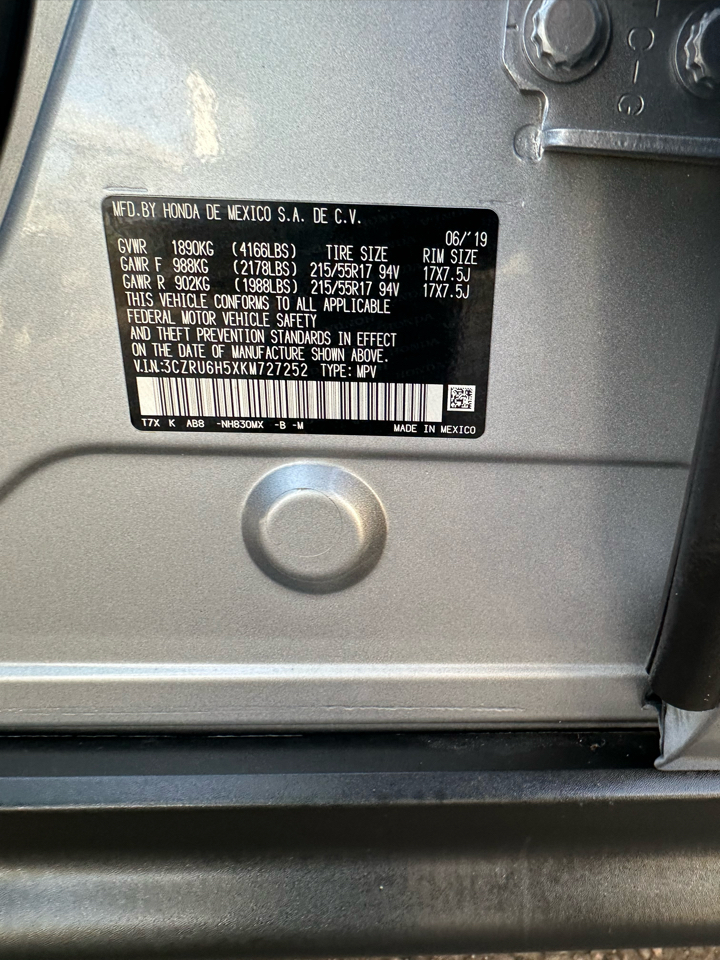 MFD.BY HONDA DE MEXICO S.A. DE C.V.
06/'19
GVWR 1890KG (4166LBS) TIRE SIZE RIM SIZE
GAWR F 988KG (2178LBS) 215/55R17 94V 17X7.5J
GAWR R 902KG (1988LBS) 215/55R17 94V 17X7.5J
THIS VEHICLE CONFORMS TO ALL APPLICABLE
FEDERAL MOTOR VEHICLE SAFETY
AND THEFT PREVENTION STANDARDS IN EFFECT
ON THE DATE OF MANUFACTURE SHOWN ABOVE.
V.I.N.:3CZRU6H5XKM727252 TYPE: MPV
T7X K AB8 -NH830MX -B -M MADE IN MEXICO